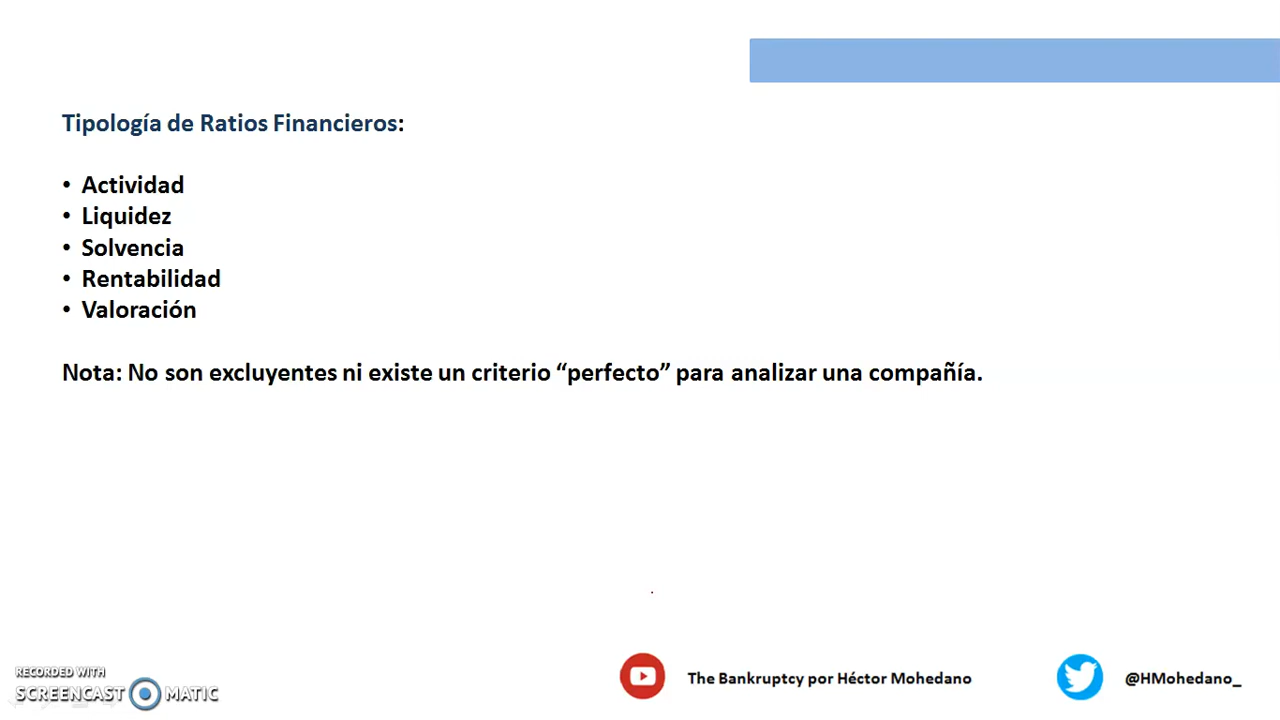 Tipología de Ratios Financieros:
• Actividad
• Liquidez
• Solvencia
• Rentabilidad
• Valoración
Nota: No son excluyentes ni existe un criterio “perfecto” para analizar una compañía.
RECORDED WITH
SCREENCAST MATIC
The Bankruptcy por Héctor Mohedano
@HMohedano_